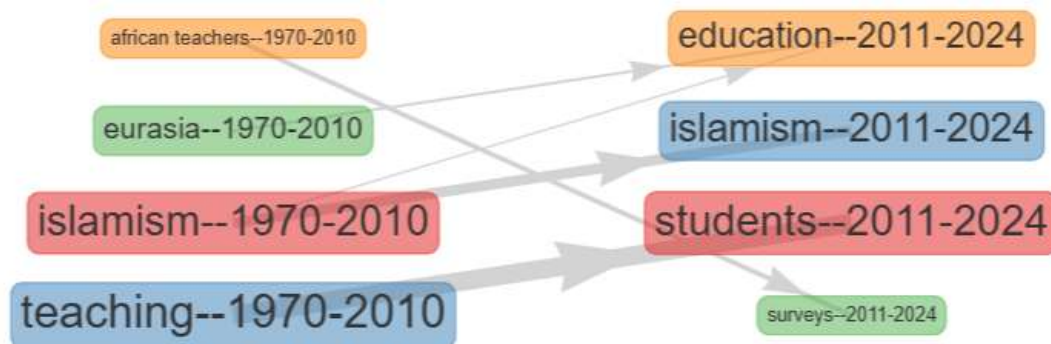 african teachers--1970-2010
eurasia--1970-2010
islamism--1970-2010
teaching--1970-2010
education--2011-2024
islamism--2011-2024
students--2011-2024
surveys--2011-2024